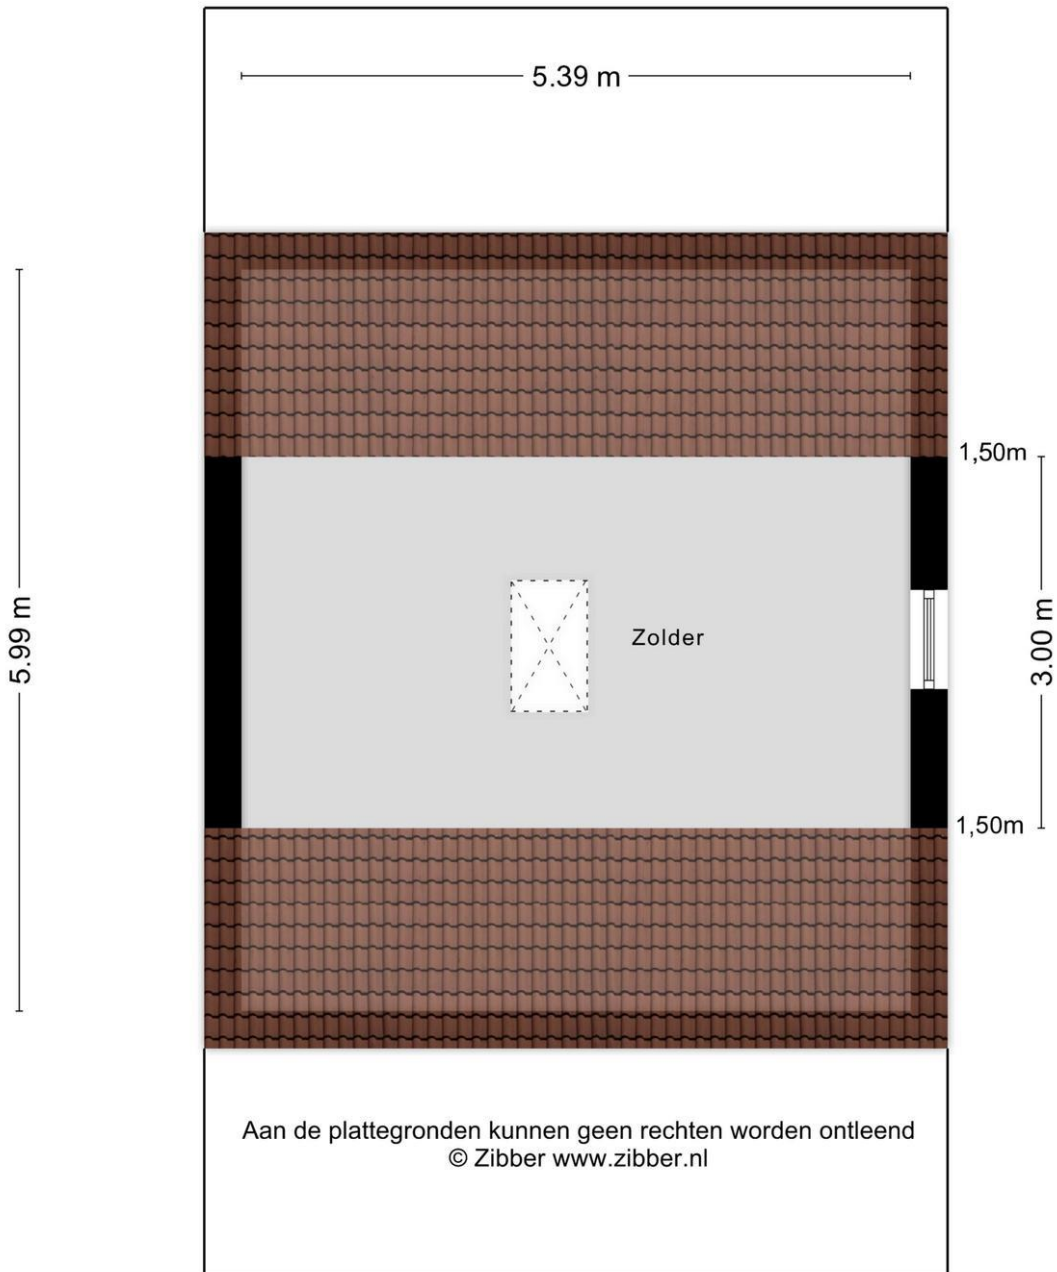 5.39 m
1,50m
5.99 m
3.00 m
Zolder
1,50m
Aan de plattegronden kunnen geen rechten worden ontleend
© Zibber www.zibber.nl